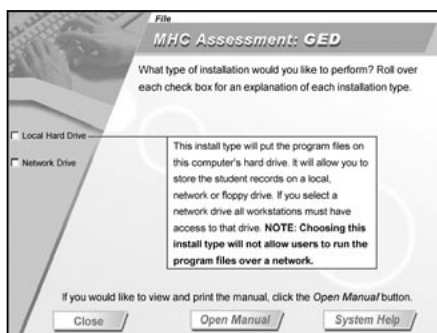 File
MHC Assessment: GED
What type of installation would you like to perform? Roll over
each check box for an explanation of each installation type.
Local Hard Drive
Network Drive
This install type will put the program files on
this computer's hard drive. It will allow you to
store the student records on a local,
network or floppy drive. If you select a
network drive all workstations must have
access to that drive. NOTE: Choosing this
install type will not allow users to run the
program files over a network.
If you would like to view and print the manual, click the Open Manual button.
Close
Open Manual
System Help